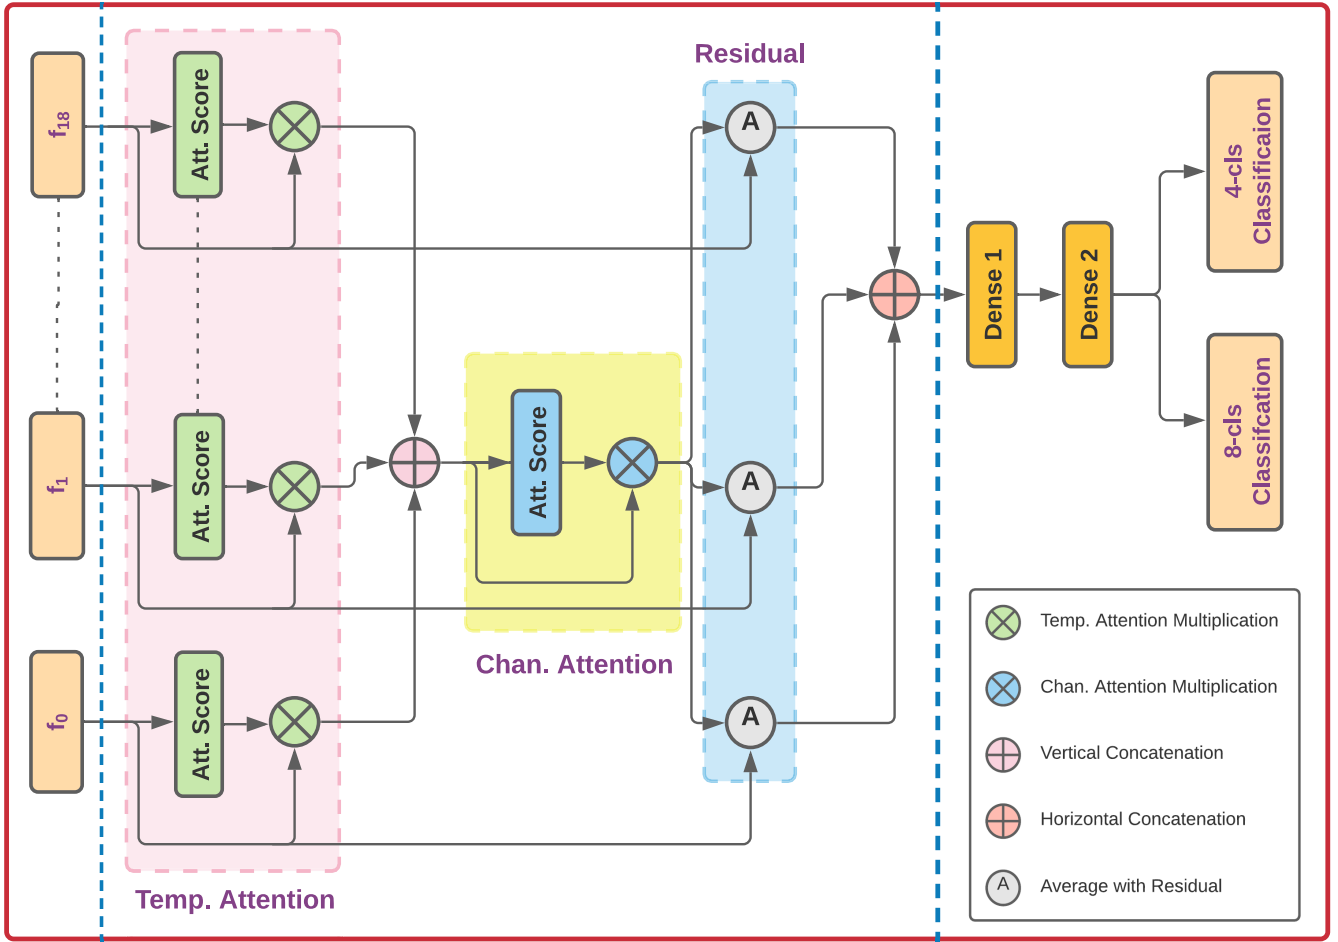 Residual
f18
Att. Score
A
4-cls
Classificaion
Dense 1
Dense 2
f1
Att. Score
Att. Score
A
8-cls
Classifcation
Chan. Attention
f0
Att. Score
A
Temp. Attention
Temp. Attention Multiplication
Chan. Attention Multiplication
Vertical Concatenation
Horizontal Concatenation
A
Average with Residual